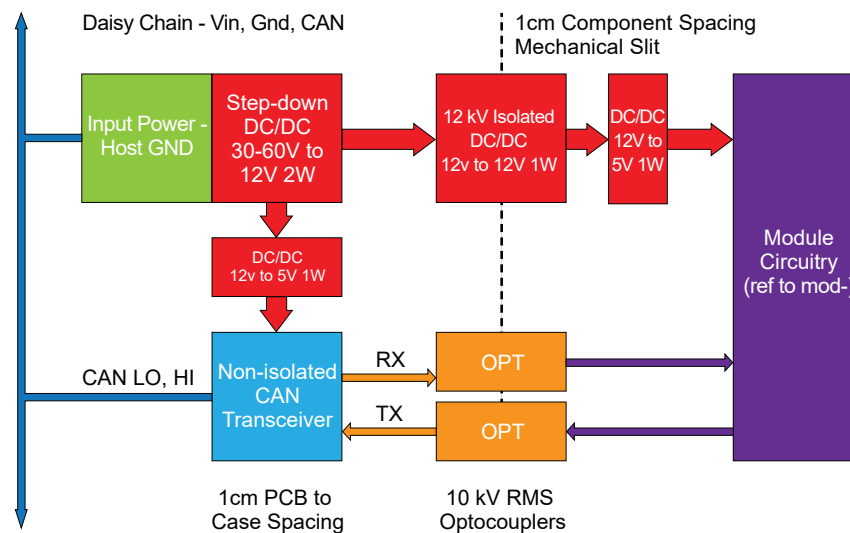 Daisy Chain - Vin, Gnd, CAN
1cm Component Spacing
Mechanical Slit
Input Power -
Host GND
Step-down
DC/DC
30-60V to
12V 2W
12 kV Isolated
DC/DC
12v to 12V 1W
DC/DC
12V to
5V 1W
Module
Circuitry
(ref to mod-)
DC/DC
12v to 5V 1W
CAN LO, HI
Non-isolated
CAN
Transceiver
RX
OPT
TX
OPT
1cm PCB to
Case Spacing
10 kV RMS
Optocouplers